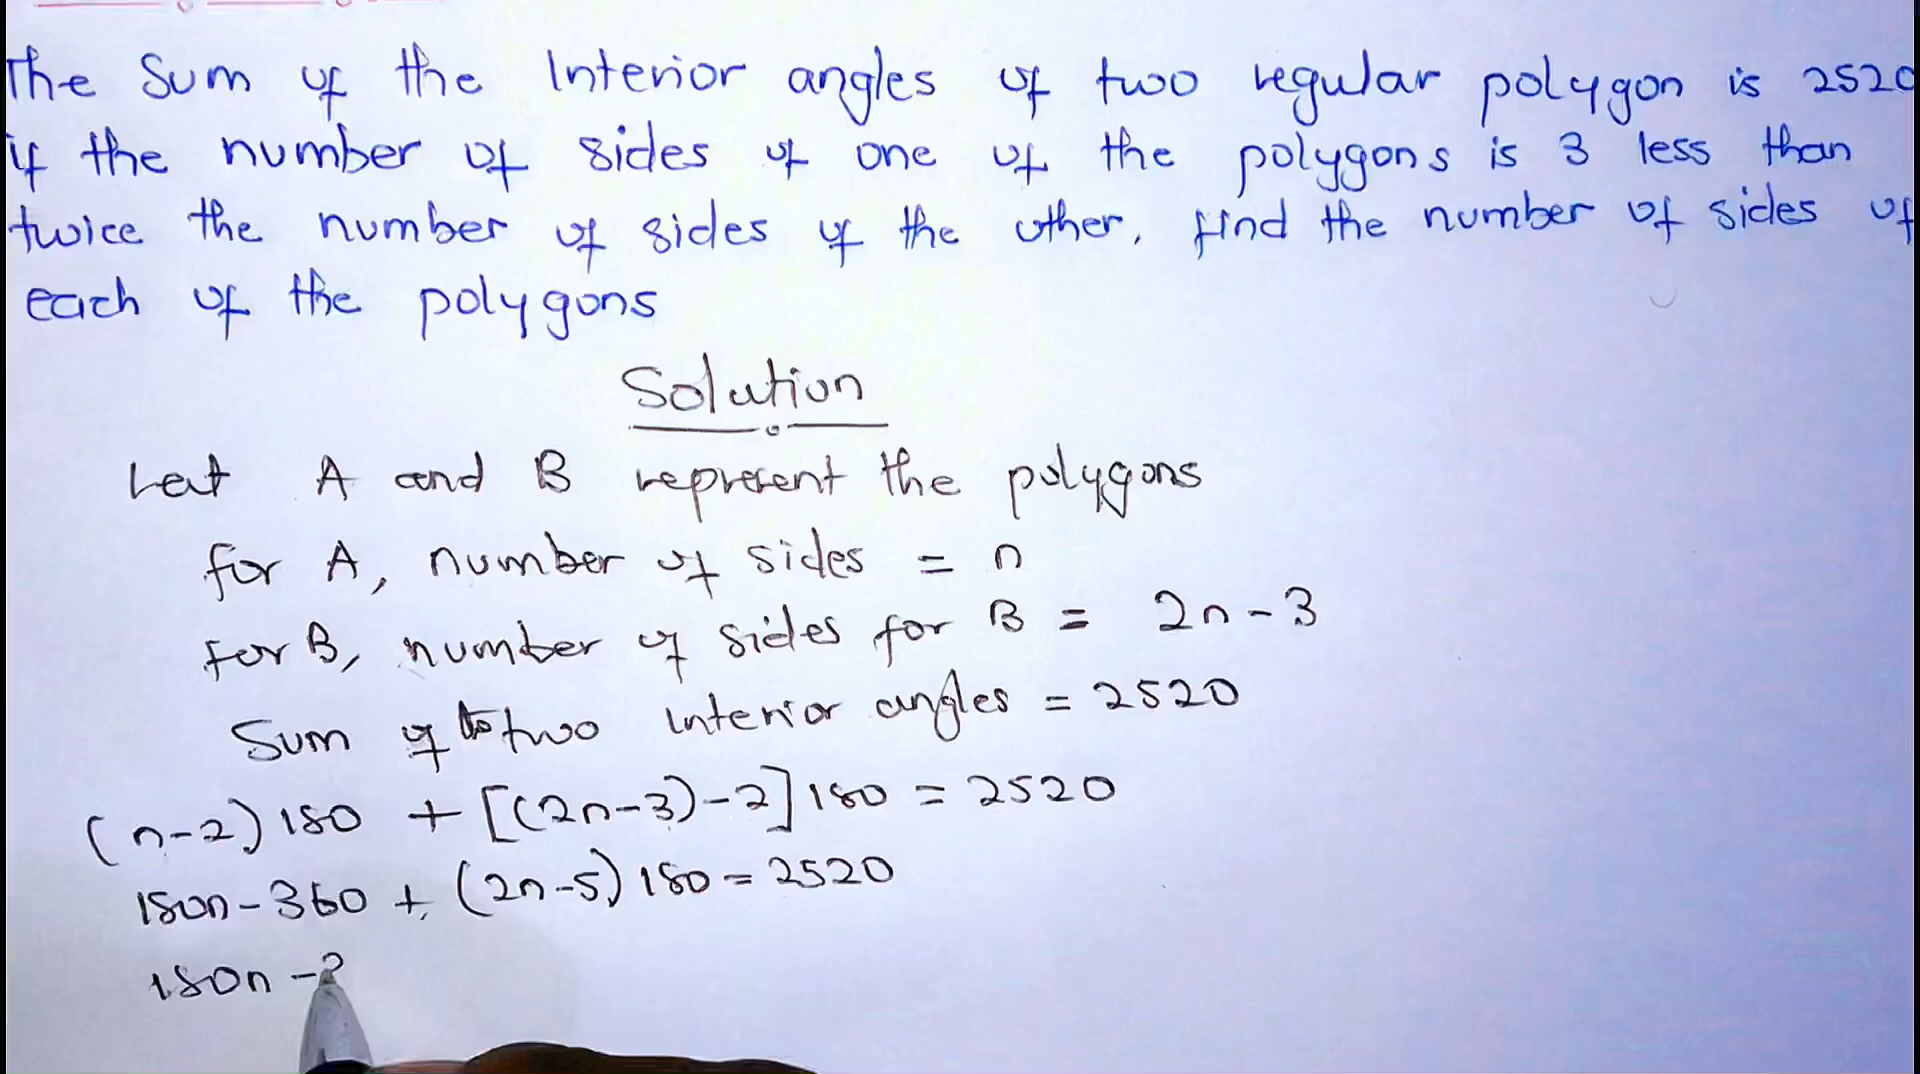 The Sum of the Interior angles of two regular polygon is 2520
if the number of sides of one of the polygons is 3 less than
twice the number of sides of the other, find the number of sides of
each of the polygons
Solution
Let A and B represent the polygons
for A, number of sides = n
for B, number of sides for B = 2n-3
Sum of two interior angles = 2520
(n-2)180 + [(2n-3)-2]180 = 2520
180n-360 + (2n-5)180 = 2520
180n -